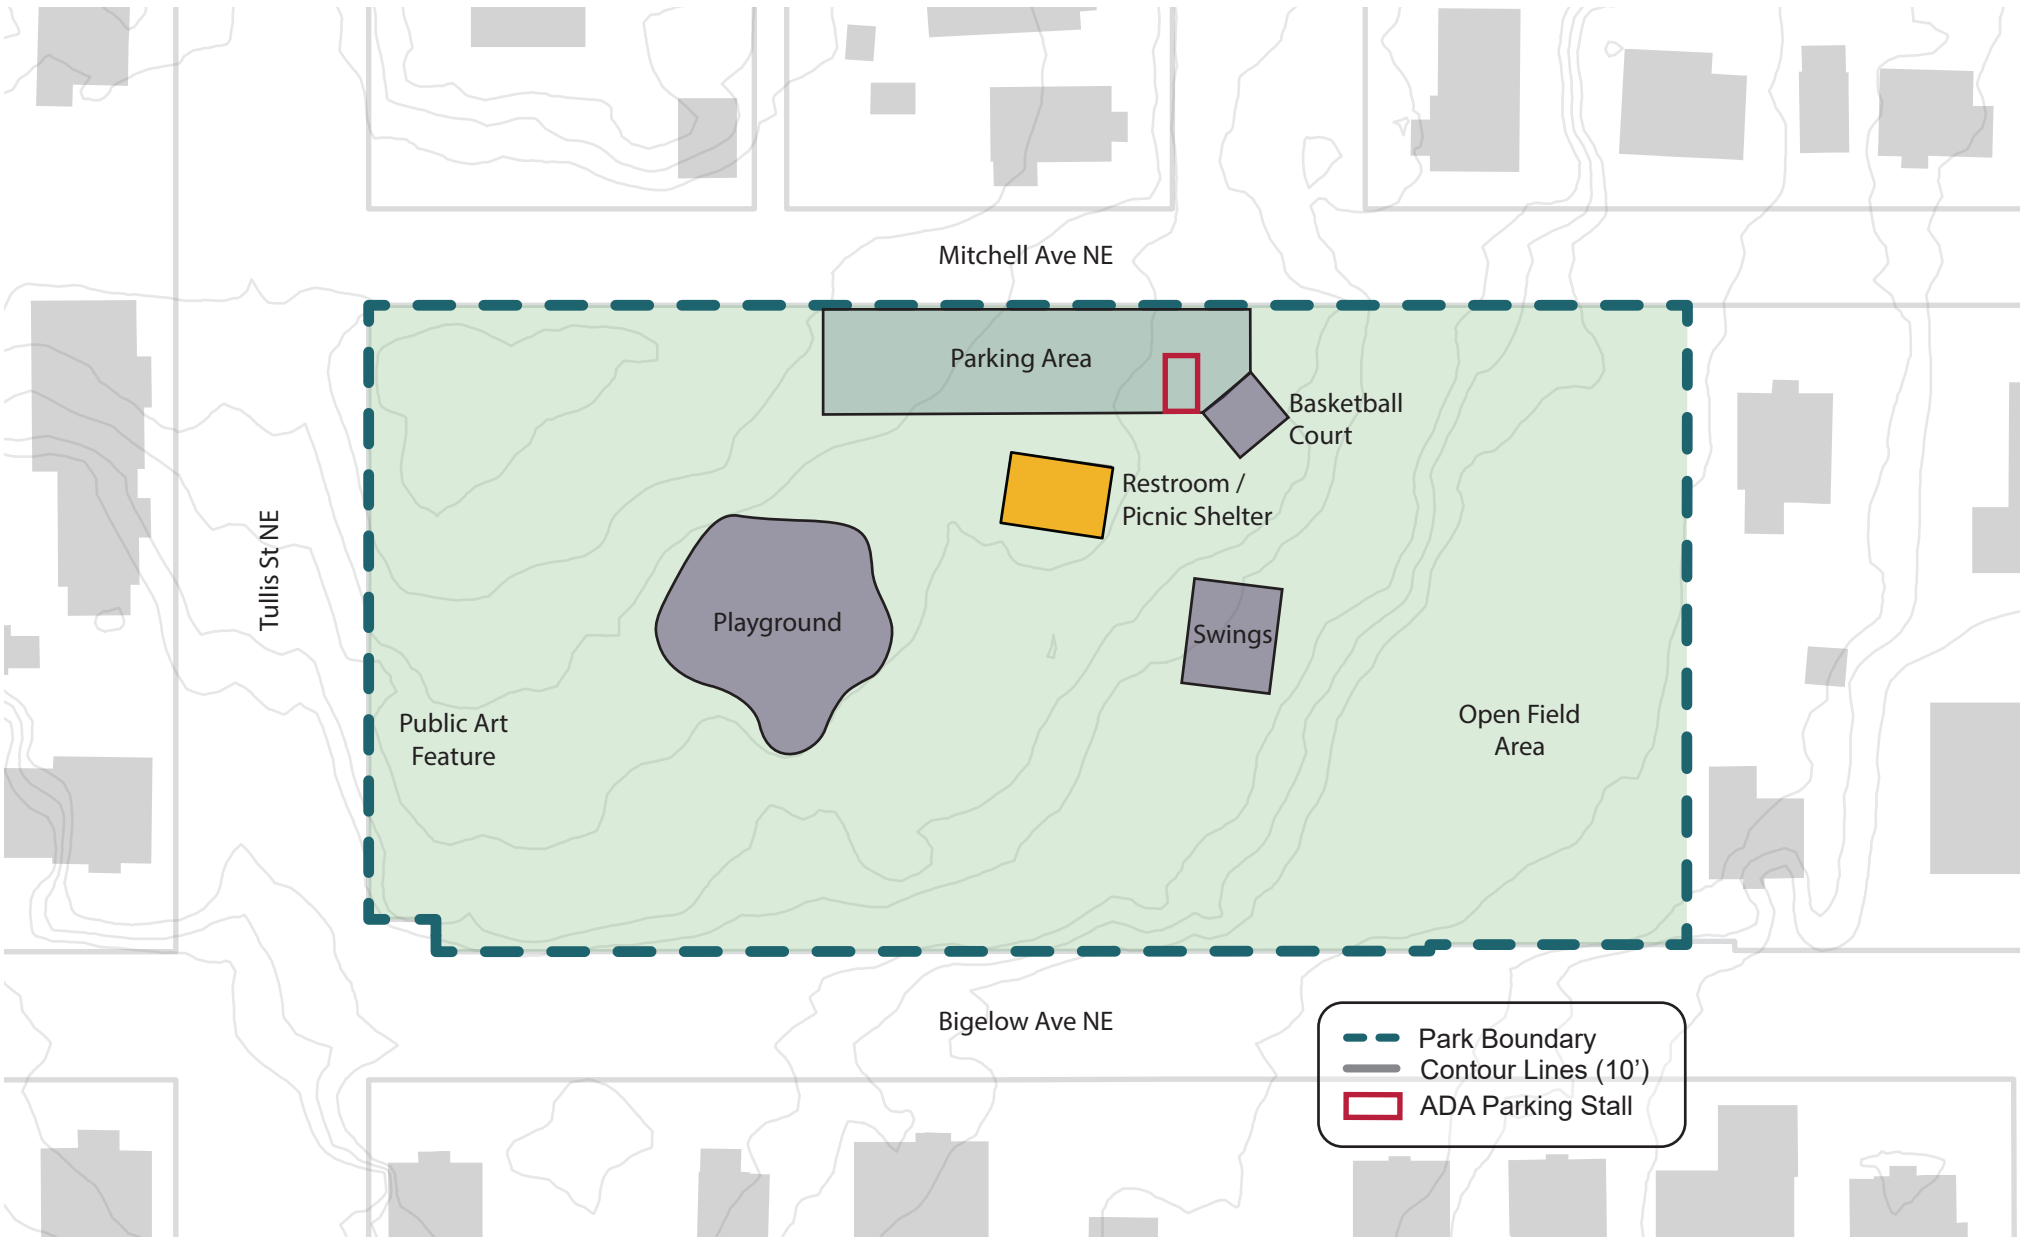 Mitchell Ave NE
Parking Area
Basketball
Court
Restroom /
Picnic Shelter
Tullis St NE
Playground
Swings
Public Art
Feature
Open Field
Area
Bigelow Ave NE
Park Boundary
Contour Lines (10’)
ADA Parking Stall